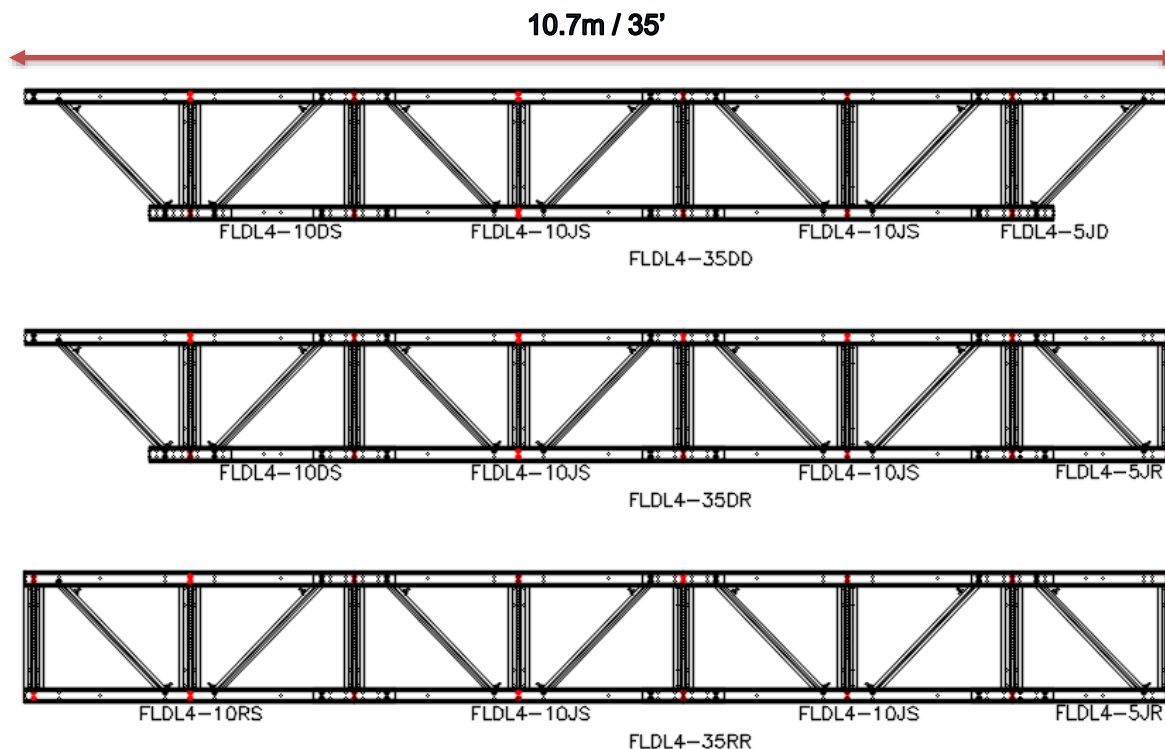 10.7m / 35’
FLDL4-10DS FLDL4-10JS FLDL4-10JS FLDL4-5JD
FLDL4-35DD
FLDL4-10DS FLDL4-10JS FLDL4-10JS FLDL4-5JR
FLDL4-35DR
FLDL4-10RS FLDL4-10JS FLDL4-10JS FLDL4-5JR
FLDL4-35RR